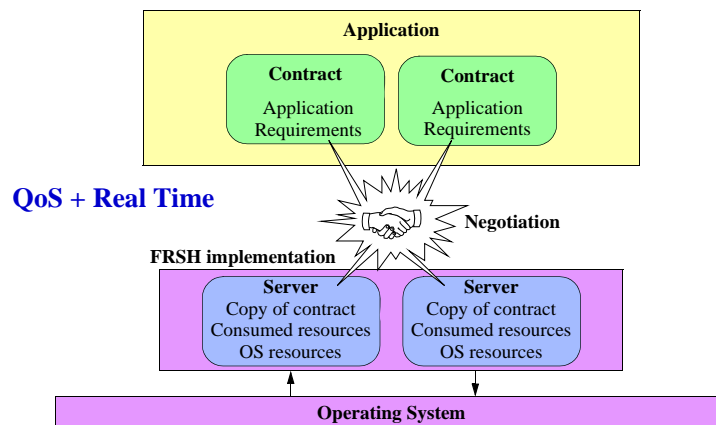 Application
Contract
Application
Requirements
Contract
Application
Requirements
QoS + Real Time
Negotiation
FRSH implementation
Server
Copy of contract
Consumed resources
OS resources
Server
Copy of contract
Consumed resources
OS resources
Operating System